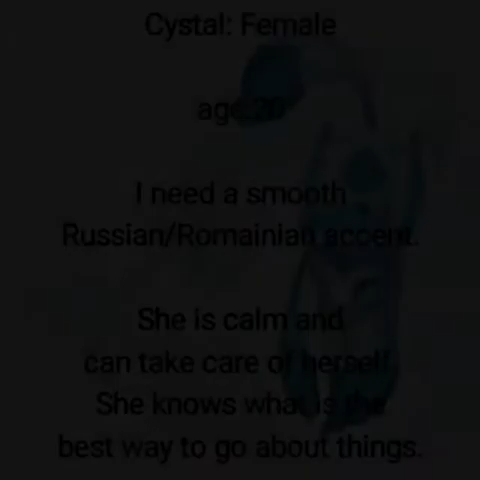 Cystal: Female
age 20
I need a smooth
Russian/Romainian accent.
She is calm and
can take care of herself.
She knows what is the
best way to go about things.